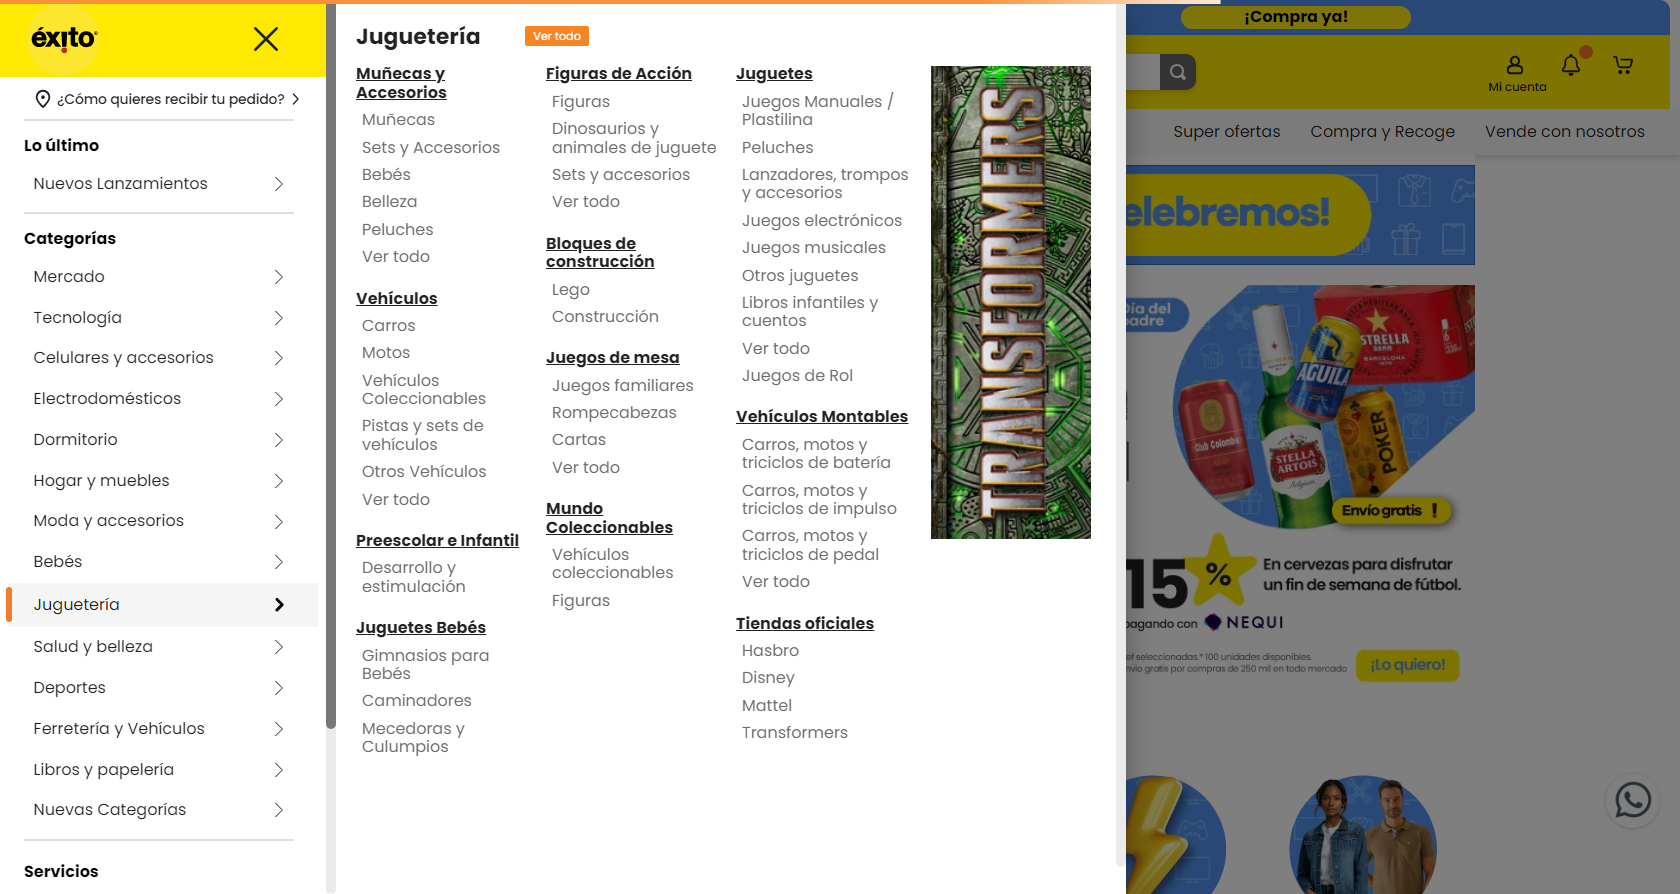 éxito
¿Cómo quieres recibir tu pedido?
Lo último
Nuevos Lanzamientos
Categorías
Mercado
Tecnología
Celulares y accesorios
Electrodomésticos
Dormitorio
Hogar y muebles
Moda y accesorios
Bebés
Juguetería
Salud y belleza
Deportes
Ferretería y Vehículos
Libros y papelería
Nuevas Categorías
Servicios
Juguetería
Ver todo
Muñecas y
Accesorios
Muñecas
Sets y Accesorios
Bebés
Belleza
Peluches
Ver todo
Vehículos
Carros
Motos
Vehículos
Coleccionables
Pistas y sets de
vehículos
Otros Vehículos
Ver todo
Preescolar e Infantil
Desarrollo y
estimulación
Juguetes Bebés
Gimnasios para
Bebés
Caminadores
Mecedoras y
Culumpios
Figuras de Acción
Figuras
Dinosaurios y
animales de juguete
Sets y accesorios
Ver todo
Bloques de
construcción
Lego
Construcción
Juegos de mesa
Juegos familiares
Rompecabezas
Cartas
Ver todo
Mundo
Coleccionables
Vehículos
coleccionables
Figuras
Juguetes
Juegos Manuales /
Plastilina
Peluches
Lanzadores, trompos
y accesorios
Juegos electrónicos
Juegos musicales
Otros juguetes
Libros infantiles y
cuentos
Ver todo
Juegos de Rol
Vehículos Montables
Carros, motos y
triciclos de batería
Carros, motos y
triciclos de impulso
Carros, motos y
triciclos de pedal
Ver todo
Tiendas oficiales
Hasbro
Disney
Mattel
Transformers
TRANSFORMERS
¡Compra ya!
Mi cuenta
Super ofertas
Compra y Recoge
Vende con nosotros
elebremos!
Día del
padre
ESTRELLA
DAMM
BARCELONA
AGUILA
Club Colombia
STELLA
ARTOIS
Belgium
POKER
Envío gratis !
15 %
En cervezas para disfrutar
un fin de semana de fútbol.
pagando con NEQUI
ef seleccionadas.* 100 unidades disponibles.
nvío gratis por compras de 250 mil en todo mercado
¡Lo quiero!